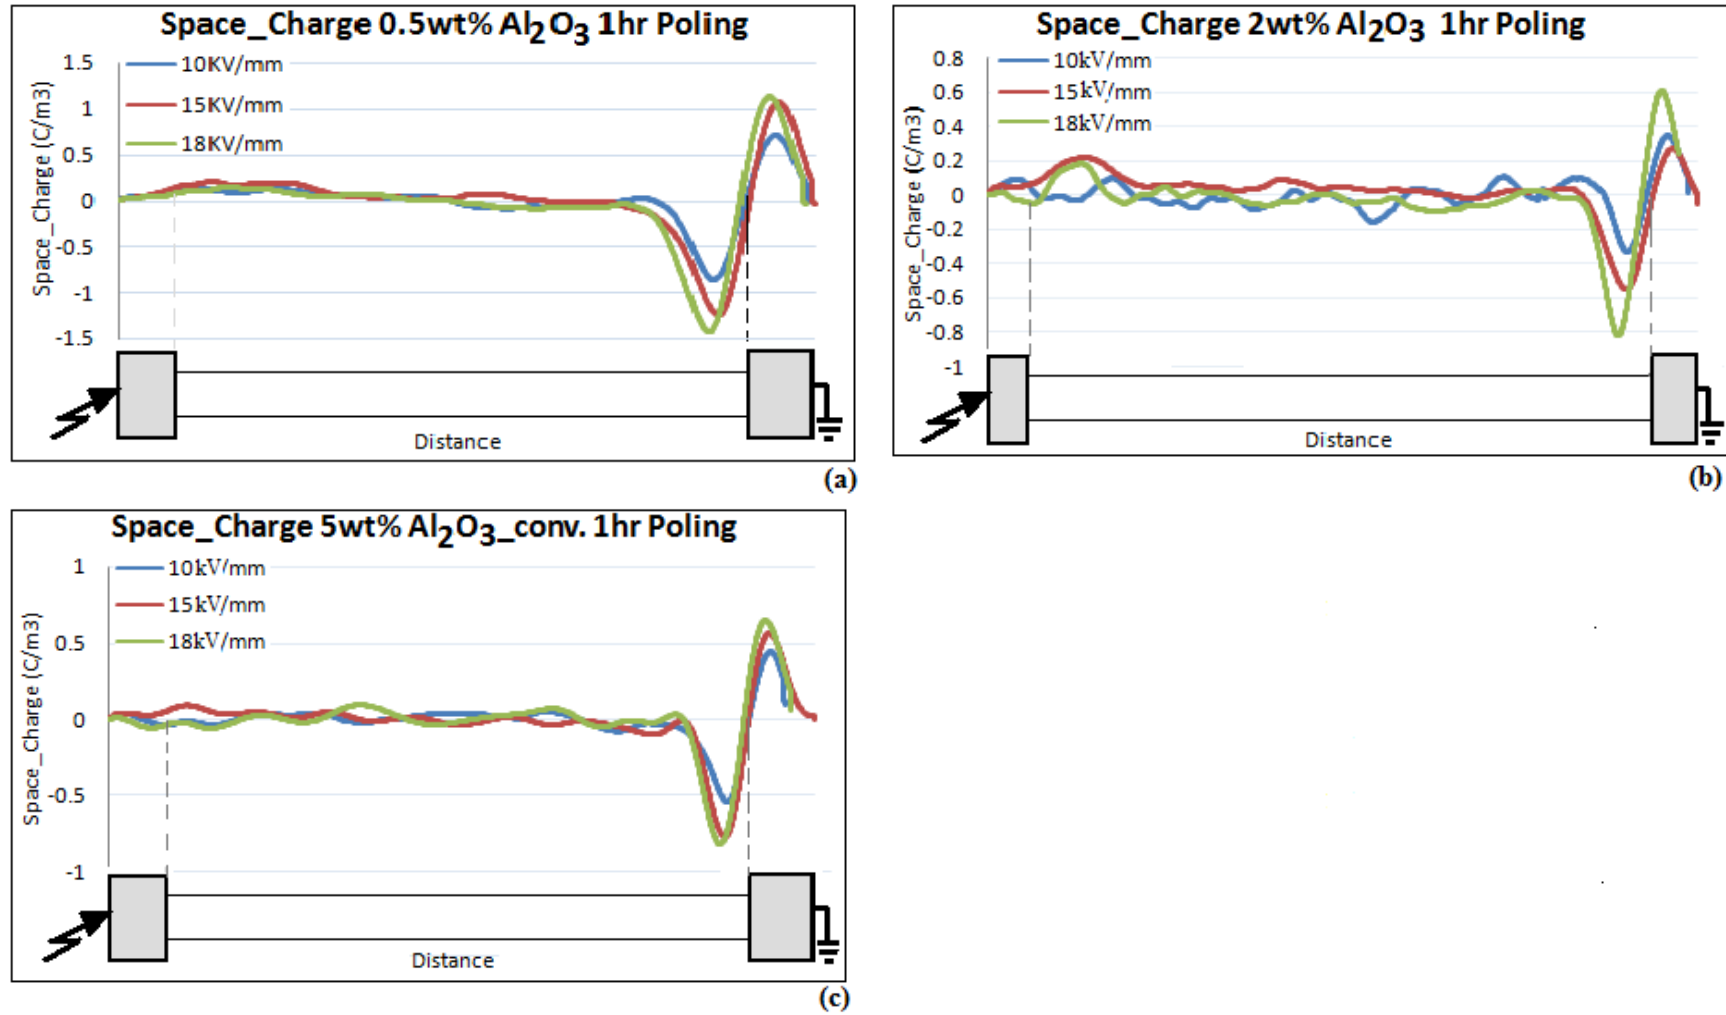 Space_Charge 0.5wt% Al2O3 1hr Poling
Space_Charge (C/m3)
1.5
1
0.5
0
-0.5
-1
-1.5
10KV/mm
15KV/mm
18KV/mm
Distance
(a)
Space_Charge 2wt% Al2O3 1hr Poling
Space_Charge (C/m3)
0.8
0.6
0.4
0.2
0
-0.2
-0.4
-0.6
-0.8
-1
10kV/mm
15kV/mm
18kV/mm
Distance
(b)
Space_Charge 5wt% Al2O3_conv. 1hr Poling
Space_Charge (C/m3)
1
0.5
0
-0.5
-1
10kV/mm
15kV/mm
18kV/mm
Distance
(c)